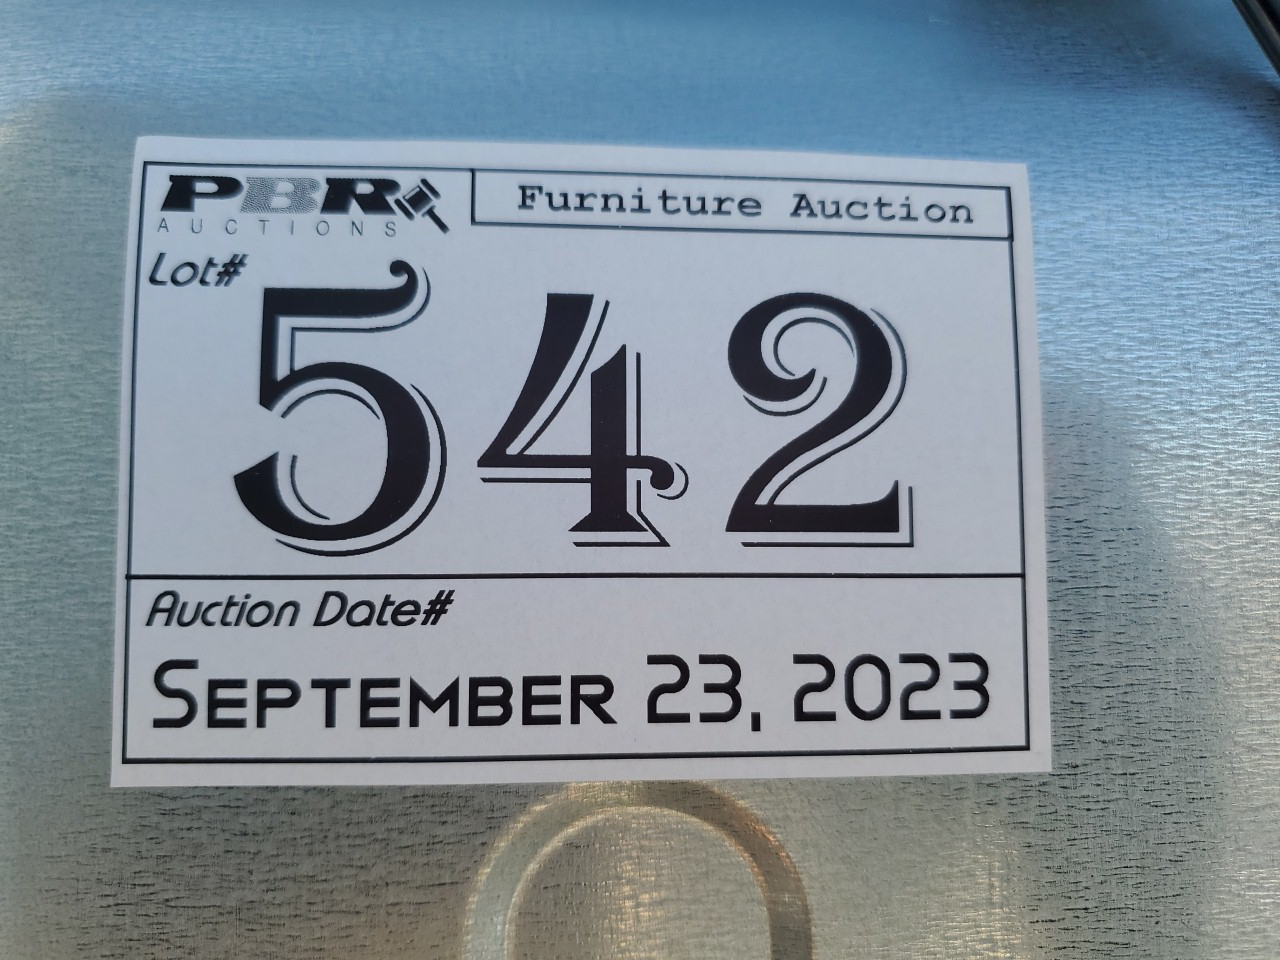 PBR
AUCTIONS
Furniture Auction
Lot#
542
Auction Date#
SEPTEMBER 23, 2023